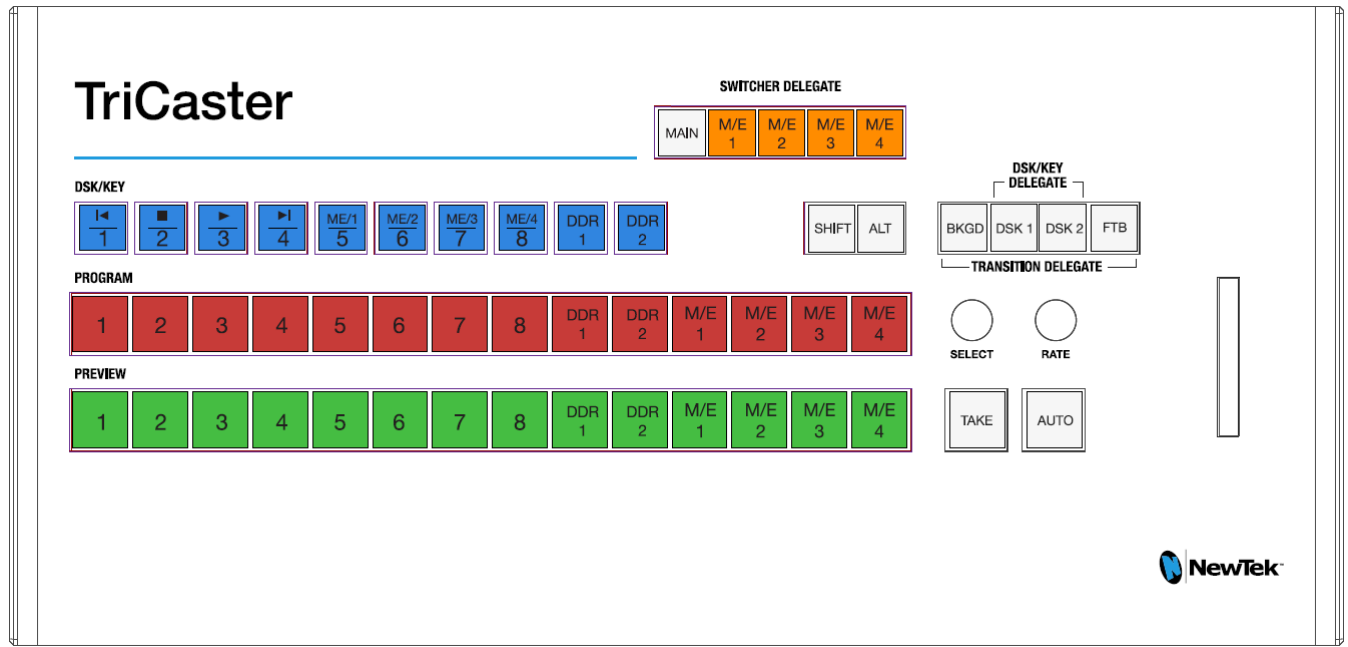 TriCaster
SWITCHER DELEGATE
MAIN M/E 1 M/E 2 M/E 3 M/E 4
DSK/KEY
1 2 3 4 ME/1 5 ME/2 6 ME/3 7 ME/4 8 DDR 1 DDR 2
SHIFT ALT
DSK/KEY
DELEGATE
BKGD DSK 1 DSK 2 FTB
TRANSITION DELEGATE
PROGRAM
1 2 3 4 5 6 7 8 DDR 1 DDR 2 M/E 1 M/E 2 M/E 3 M/E 4
SELECT RATE
PREVIEW
1 2 3 4 5 6 7 8 DDR 1 DDR 2 M/E 1 M/E 2 M/E 3 M/E 4
TAKE AUTO
NewTek™